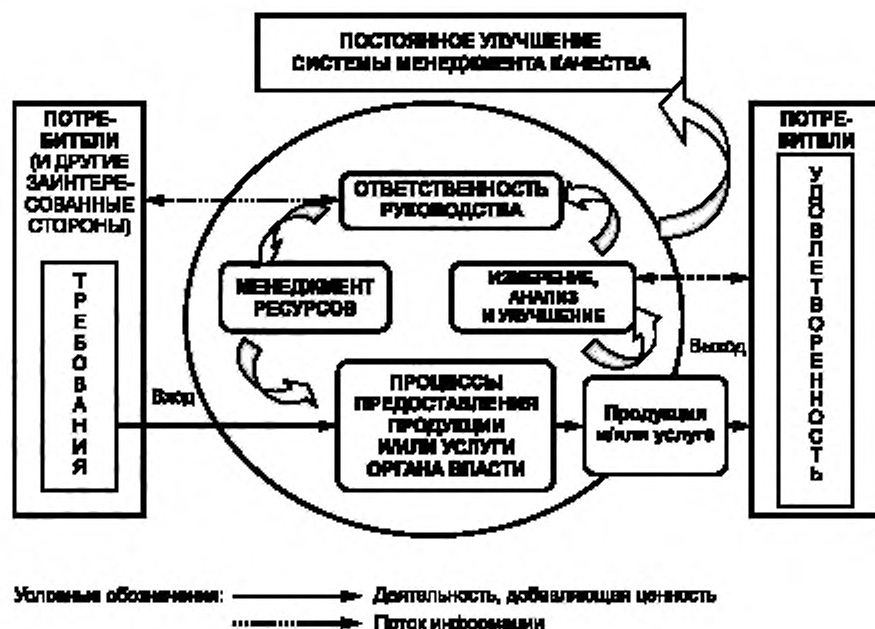 ПОСТОЯННОЕ УЛУЧШЕНИЕ
СИСТЕМЫ МЕНЕДЖМЕНТА КАЧЕСТВА
ПОТРЕ-
БИТЕЛИ
(И ДРУГИЕ
ЗАИНТЕРЕ-
СОВАННЫЕ
СТОРОНЫ)
ТРЕБОВАНИЯ
Вход
ОТВЕТСТВЕННОСТЬ
РУКОВОДСТВА
МЕНЕДЖМЕНТ
РЕСУРСОВ
ИЗМЕРЕНИЕ,
АНАЛИЗ
И УЛУЧШЕНИЕ
ПРОЦЕССЫ
ПРЕДОСТАВЛЕНИЯ
ПРОДУКЦИИ
И/ИЛИ УСЛУГИ
ОРГАНА ВЛАСТИ
Продукция
и/или услуга
Выход
ПОТРЕ-
БИТЕЛИ
УДОВЛЕТВОРЕННОСТЬ
Условные обозначения:
Деятельность, добавляющая ценность
Поток информации